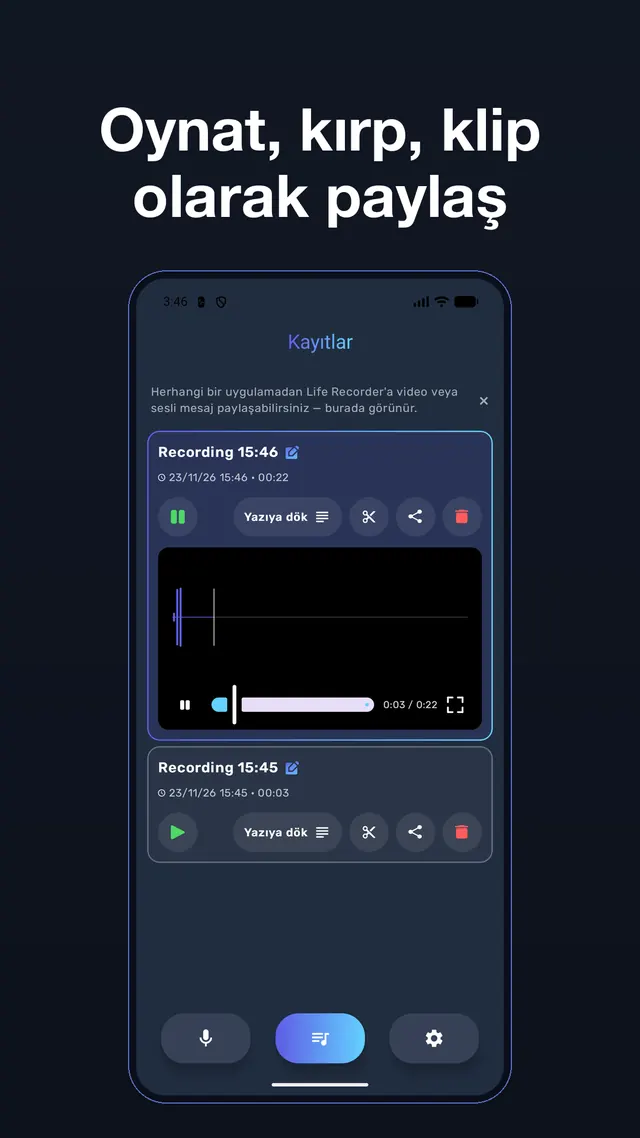 Oynat, kırp, klip
olarak paylaş
3:46
Kayıtlar
Herhangi bir uygulamadan Life Recorder'a video veya
sesli mesaj paylaşabilirsiniz — burada görünür.
Recording 15:46
23/11/26 15:46 • 00:22
Yazıya dök
0:03 / 0:22
Recording 15:45
23/11/26 15:45 • 00:03
Yazıya dök